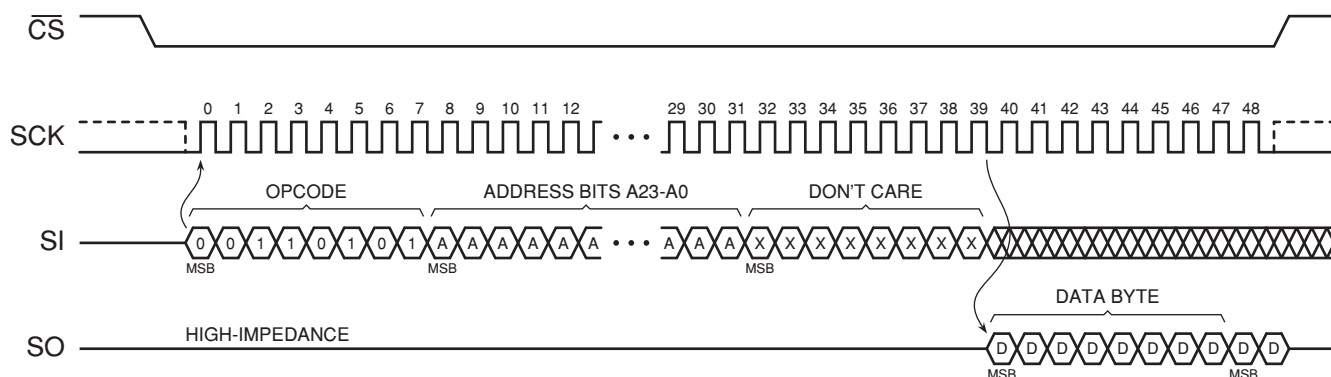 CS
0 1 2 3 4 5 6 7 8 9 10 11 12 29 30 31 32 33 34 35 36 37 38 39 40 41 42 43 44 45 46 47 48
SCK
OPCODE ADDRESS BITS A23-A0 DON'T CARE
SI 0 0 1 1 0 1 0 1 A A A A A A • • • A A A X X X X X X X X
MSB MSB MSB
DATA BYTE
HIGH-IMPEDANCE
SO D D D D D D D D D D
MSB MSB